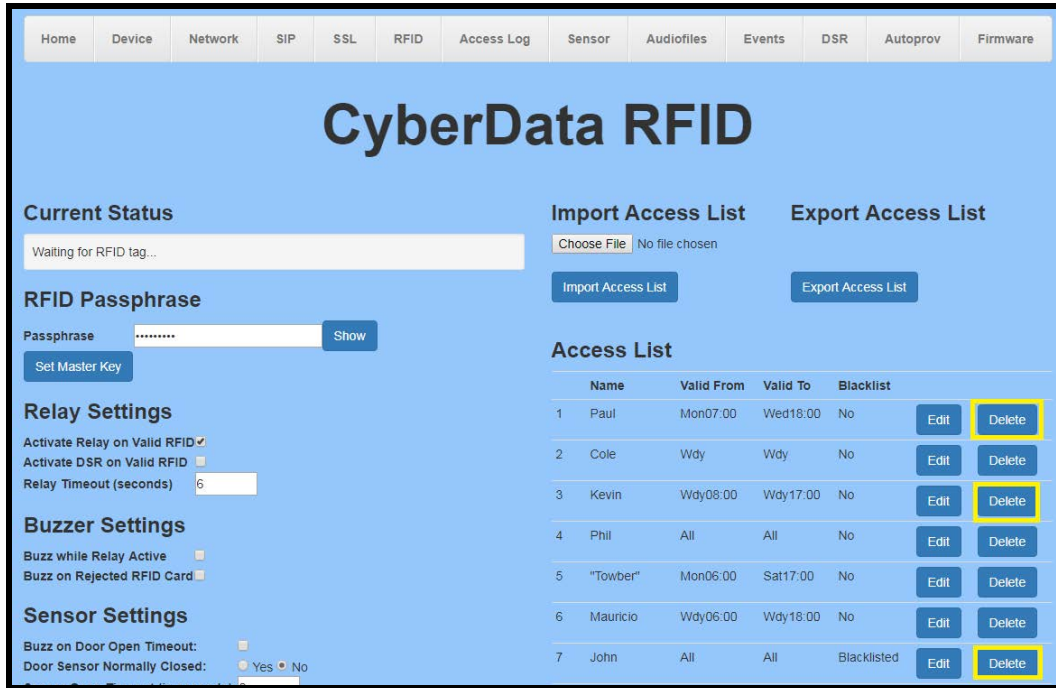 Home Device Network SIP SSL RFID Access Log Sensor Audiofiles Events DSR Autoprov Firmware
CyberData RFID
Current Status
Waiting for RFID tag...
RFID Passphrase
Passphrase ••••••••• Show
Set Master Key
Relay Settings
Activate Relay on Valid RFID
Activate DSR on Valid RFID
Relay Timeout (seconds) 6
Buzzer Settings
Buzz while Relay Active
Buzz on Rejected RFID Card
Sensor Settings
Buzz on Door Open Timeout:
Door Sensor Normally Closed: Yes No
Import Access List
Choose File No file chosen
Import Access List
Export Access List
Export Access List
Access List
Name Valid From Valid To Blacklist
1 Paul Mon07:00 Wed18:00 No Edit Delete
2 Cole Wdy Wdy No Edit Delete
3 Kevin Wdy08:00 Wdy17:00 No Edit Delete
4 Phil All All No Edit Delete
5 "Towber" Mon06:00 Sat17:00 No Edit Delete
6 Mauricio Wdy06:00 Wdy18:00 No Edit Delete
7 John All All Blacklisted Edit Delete